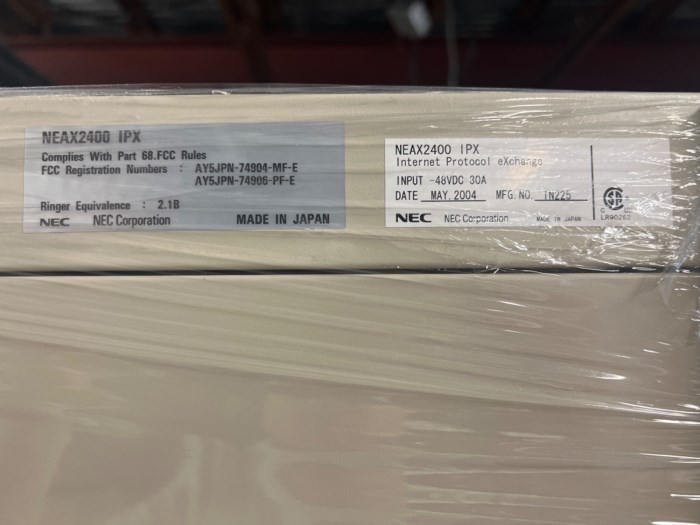 NEAX2400 IPX
Complies With Part 68.FCC Rules
FCC Registration Numbers : AY5JPN-74904-MF-E
AY5JPN-74906-PF-E
Ringer Equivalence : 2.1B
NEC NEC Corporation MADE IN JAPAN
NEAX2400 IPX
Internet Protocol eXchange
INPUT -48VDC 30A
DATE MAY, 2004 MFG. NO. TN225
NEC NEC Corporation MADE IN JAPAN